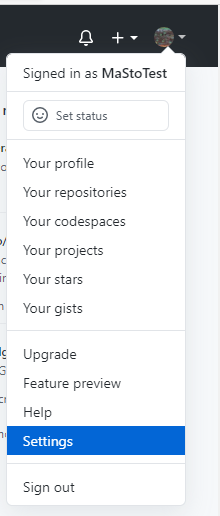 Signed in as MaStoTest
Set status
Your profile
Your repositories
Your codespaces
Your projects
Your stars
Your gists
Upgrade
Feature preview
Help
Settings
Sign out